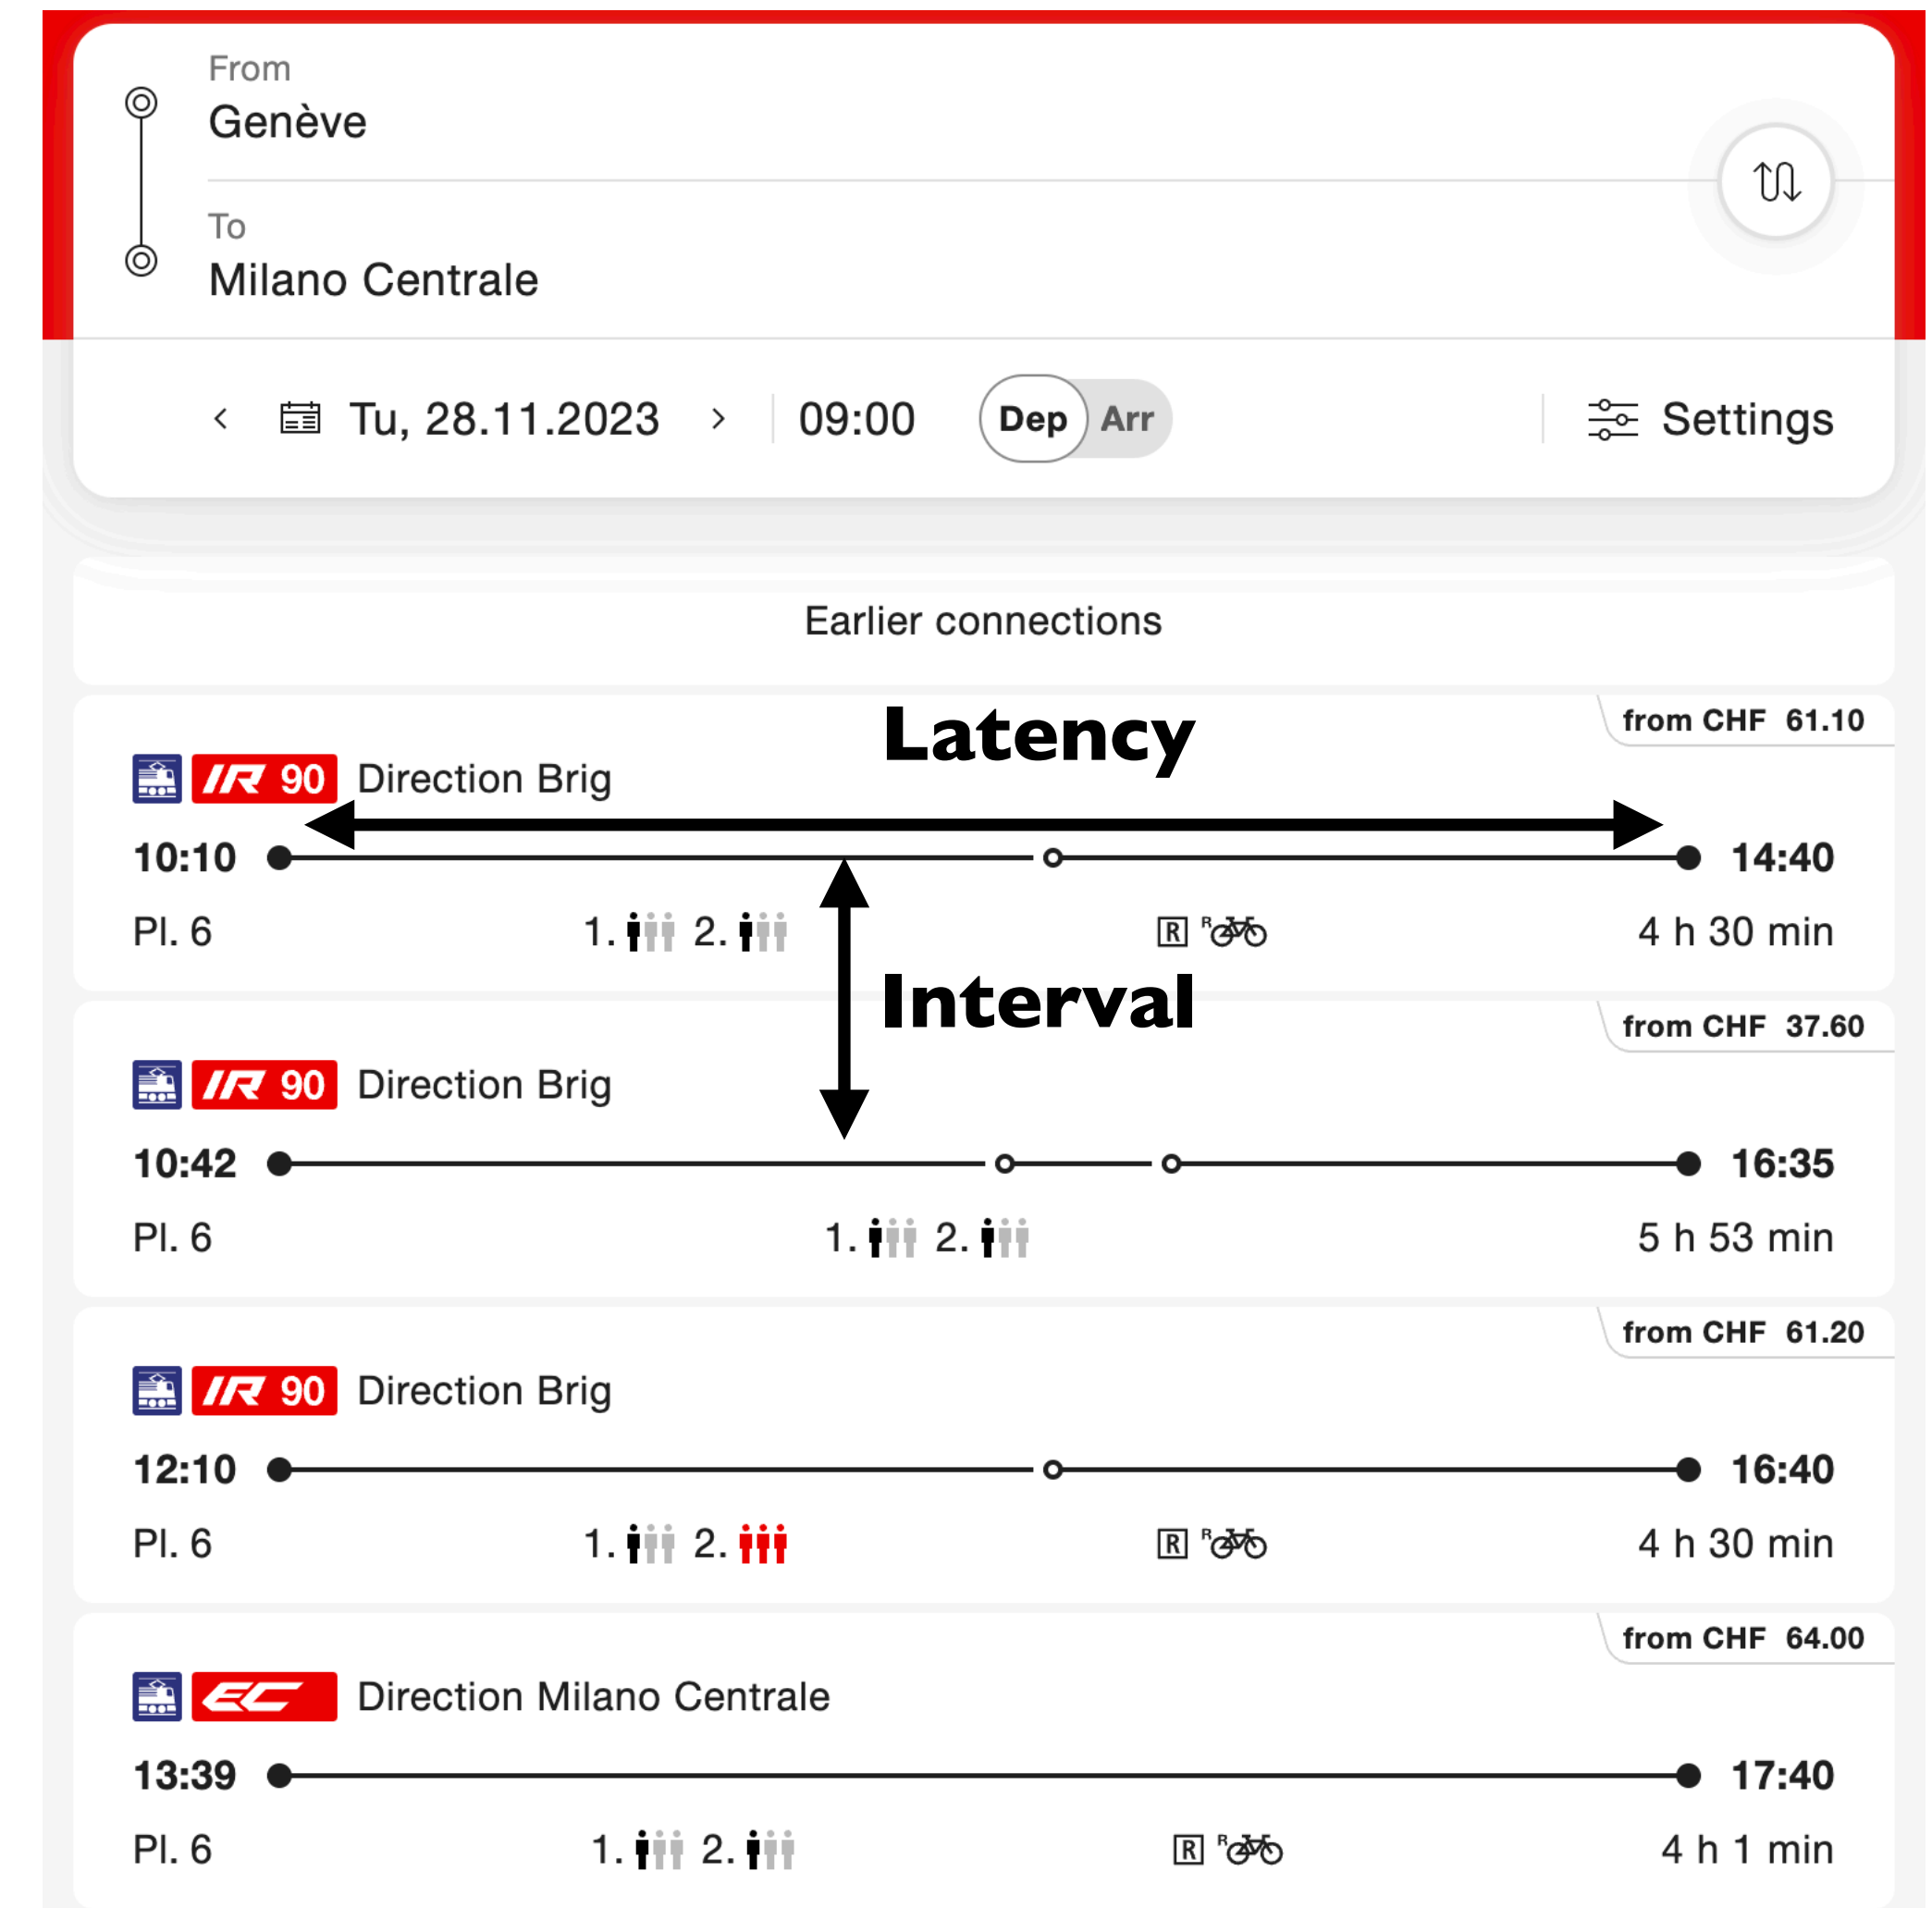 From
Genève
To
Milano Centrale
Tu, 28.11.2023 09:00 Dep Arr Settings
Earlier connections
from CHF 61.10
Latency
IR 90 Direction Brig
10:10 14:40
Pl. 6 1. 2. R R 4 h 30 min
Interval
from CHF 37.60
IR 90 Direction Brig
10:42 16:35
Pl. 6 1. 2. 5 h 53 min
from CHF 61.20
IR 90 Direction Brig
12:10 16:40
Pl. 6 1. 2. R R 4 h 30 min
from CHF 64.00
EC Direction Milano Centrale
13:39 17:40
Pl. 6 1. 2. R R 4 h 1 min